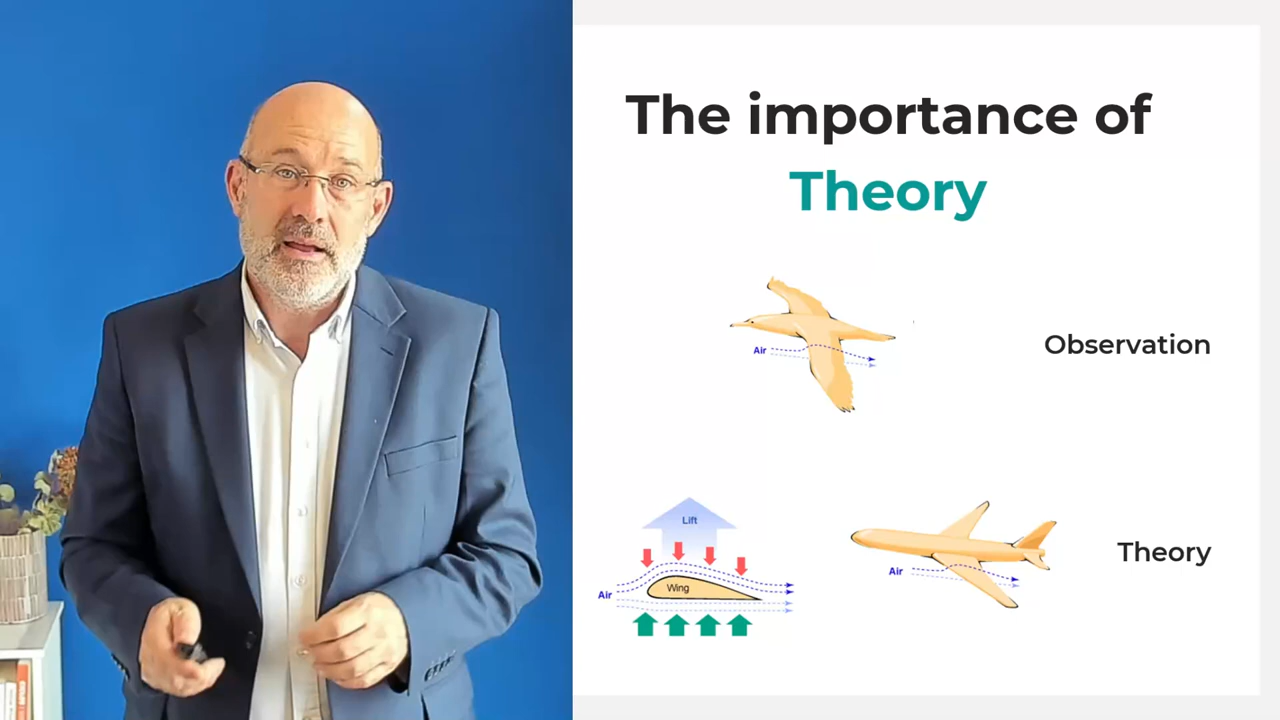 The importance of
Theory
Air
Observation
Lift
Wing
Air
Air
Theory